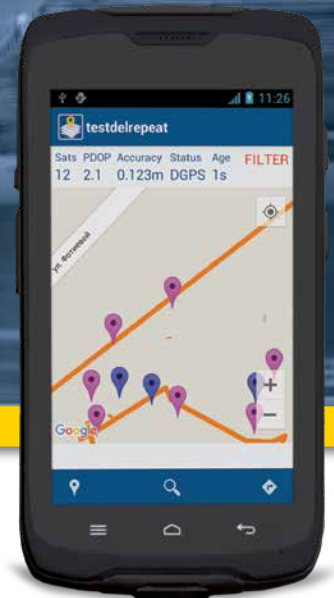 11:26
testdelrepeat
Sats PDOP Accuracy Status Age FILTER
12 2.1 0.123m DGPS 1s
ул. Фотиевой
+
−
Google